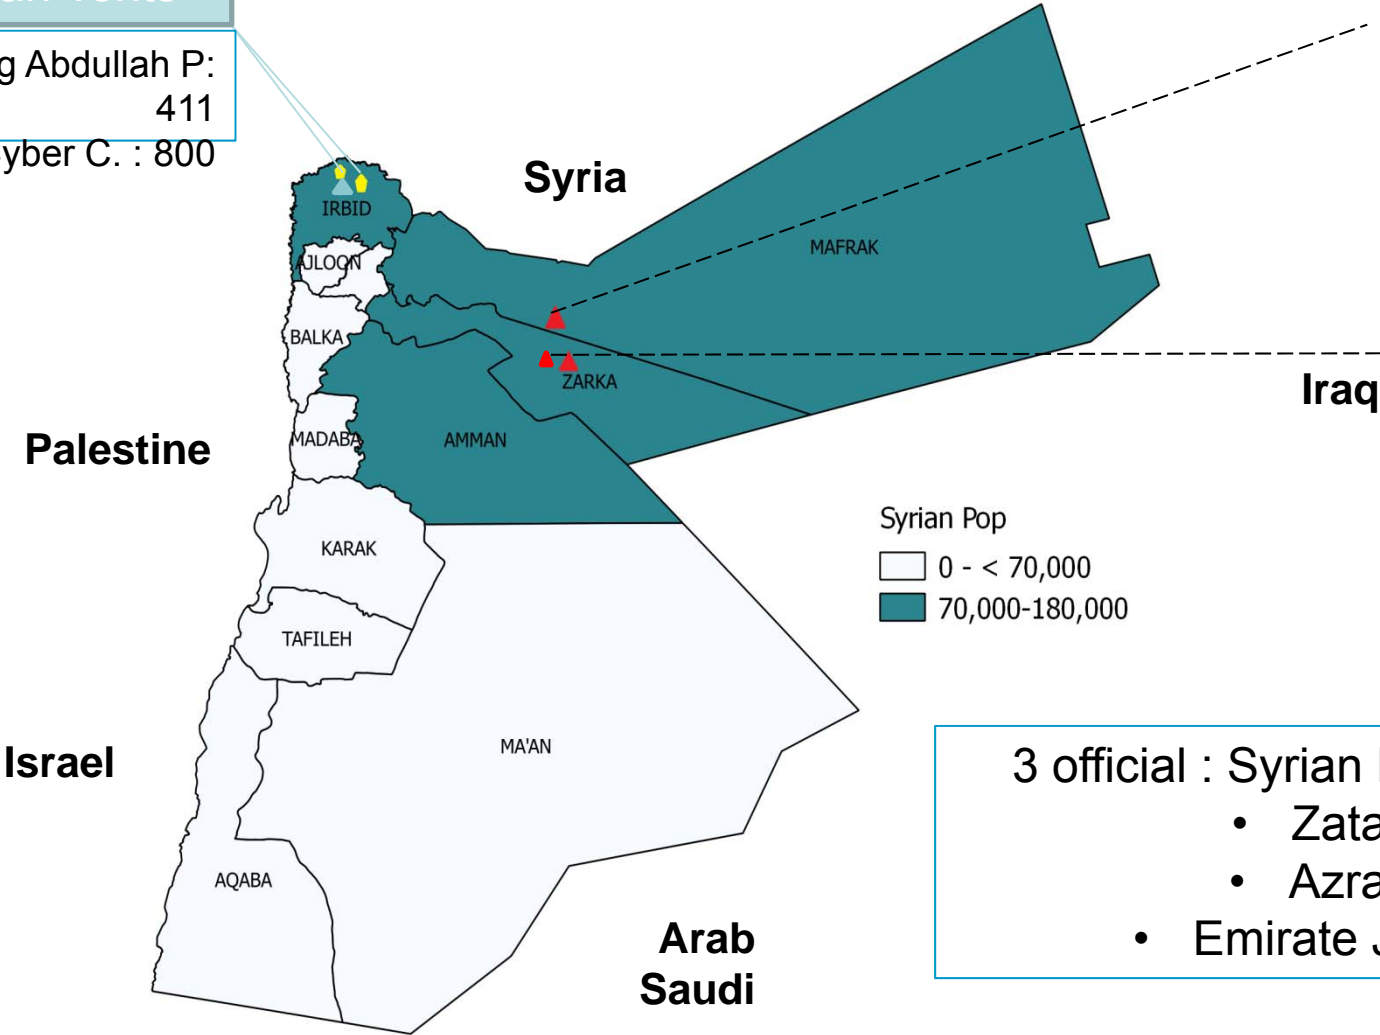 g Abdullah P:
411
yber C. : 800
Syria
IRBID
MAFRAK
AJLOON
BALKA
ZARKA
Iraq
Palestine
MADABA
AMMAN
Syrian Pop
KARAK
0 - < 70,000
70,000-180,000
TAFILEH
Israel
MA'AN
3 official : Syrian
• Zata
• Azra
• Emirate J
AQABA
Arab
Saudi